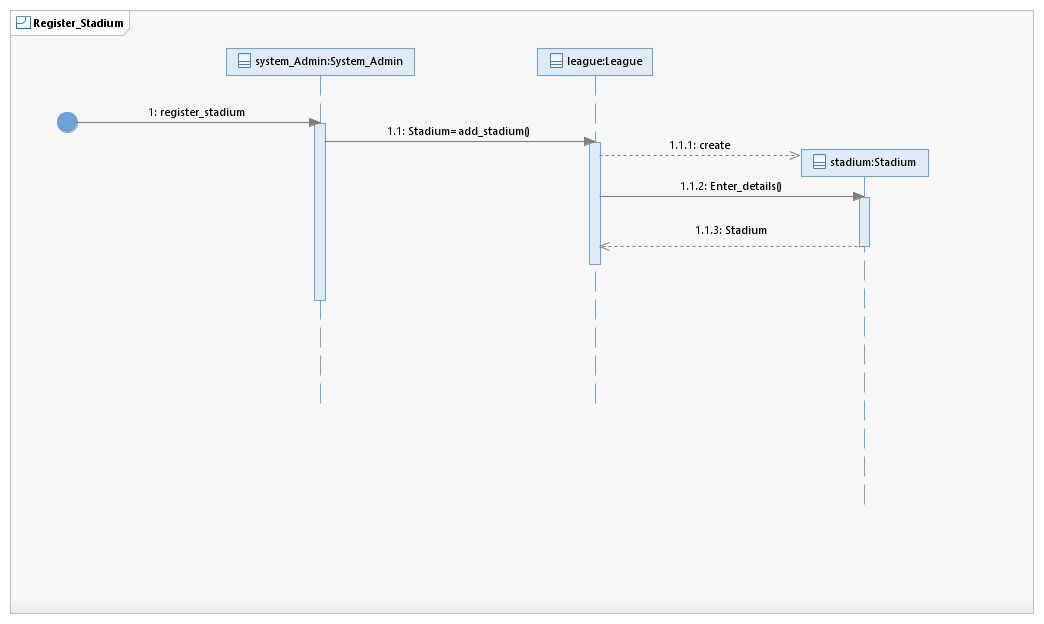 Register_Stadium
system_Admin:System_Admin
league:League
1: register_stadium
1.1: Stadium=add_stadium()
1.1.1: create
stadium:Stadium
1.1.2: Enter_details()
1.1.3: Stadium